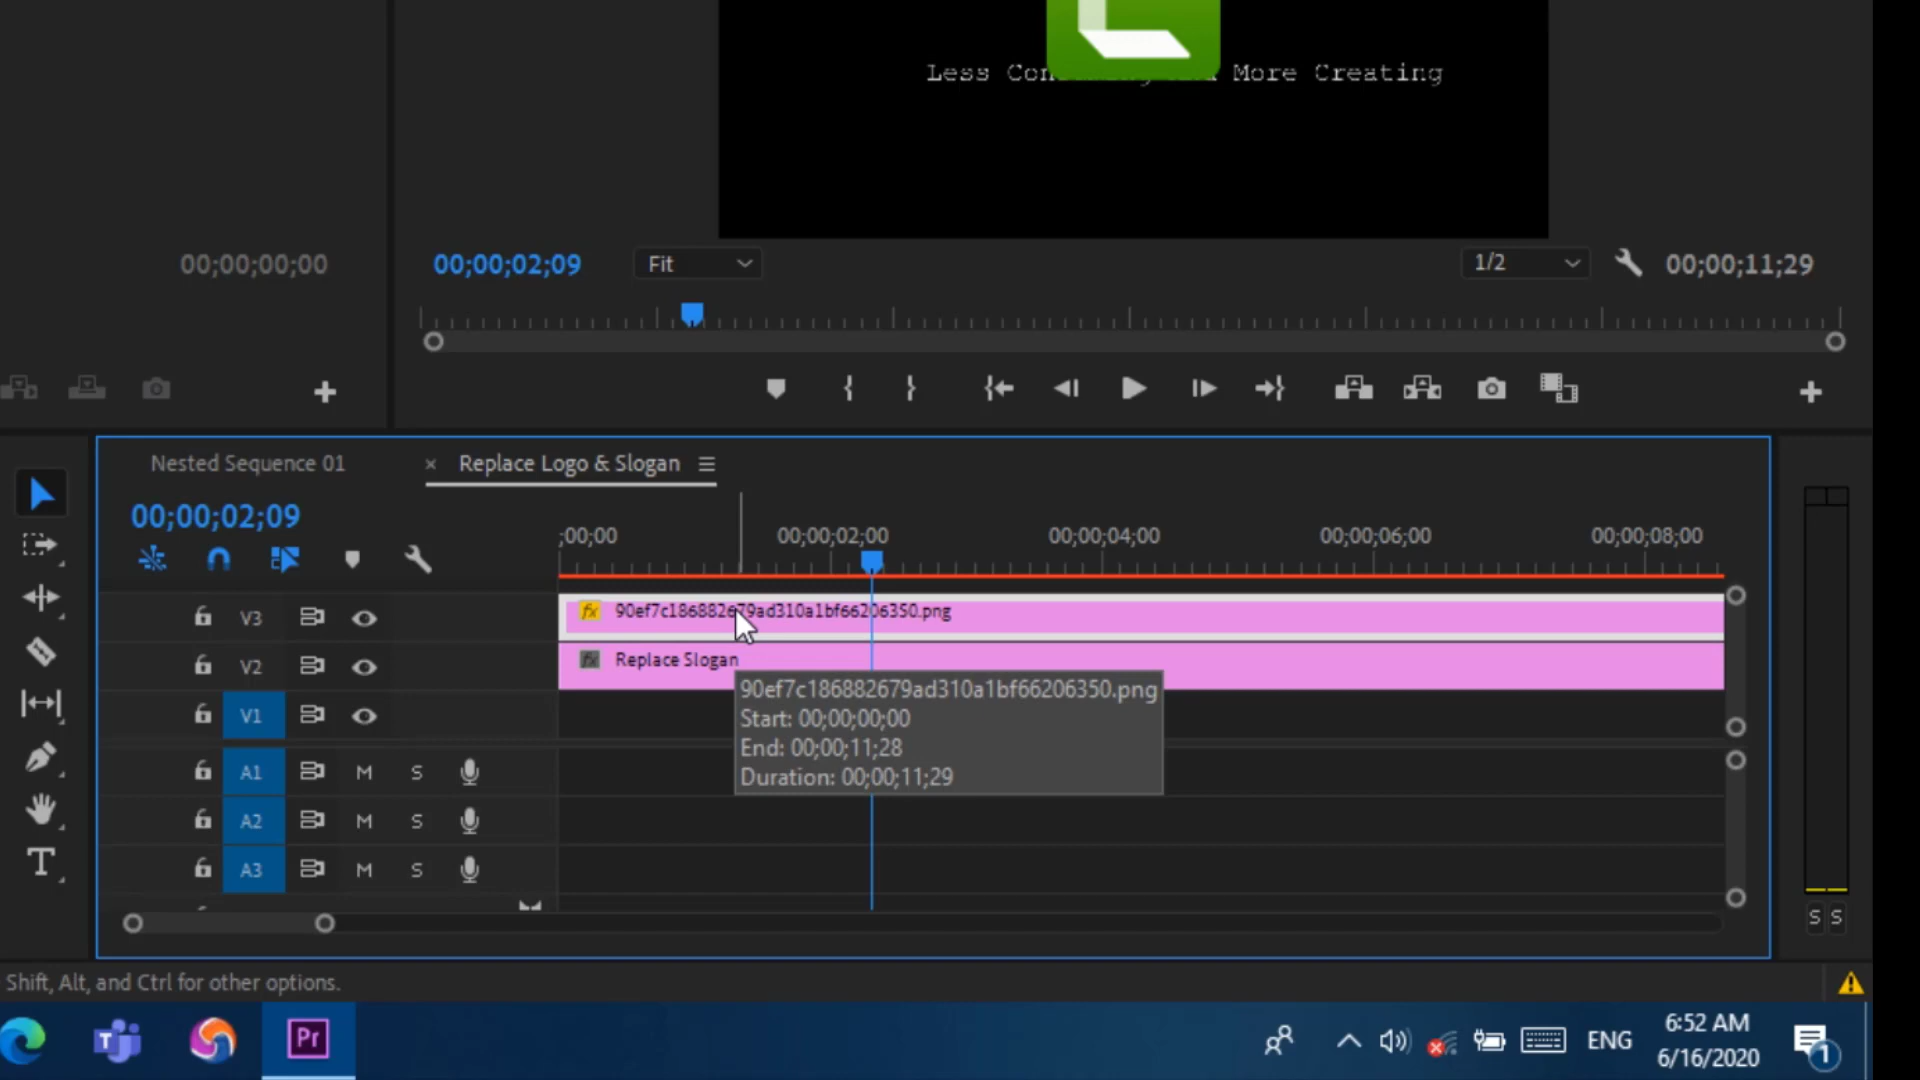 Less Con More Creating
00;00;00;00
00;00;02;09
Fit
1/2
00;00;11;29
Nested Sequence 01
× Replace Logo & Slogan
00;00;02;09
;00;00
00;00;02;00
00;00;04;00
00;00;06;00
00;00;08;00
V3
fx 90ef7c186882679ad310a1bf66206350.png
V2
fx Replace Slogan
90ef7c186882679ad310a1bf66206350.png
Start: 00;00;00;00
End: 00;00;11;28
Duration: 00;00;11;29
V1
A1 M S
A2 M S
A3 M S
S S
Shift, Alt, and Ctrl for other options.
Pr
ENG
6:52 AM
6/16/2020
1